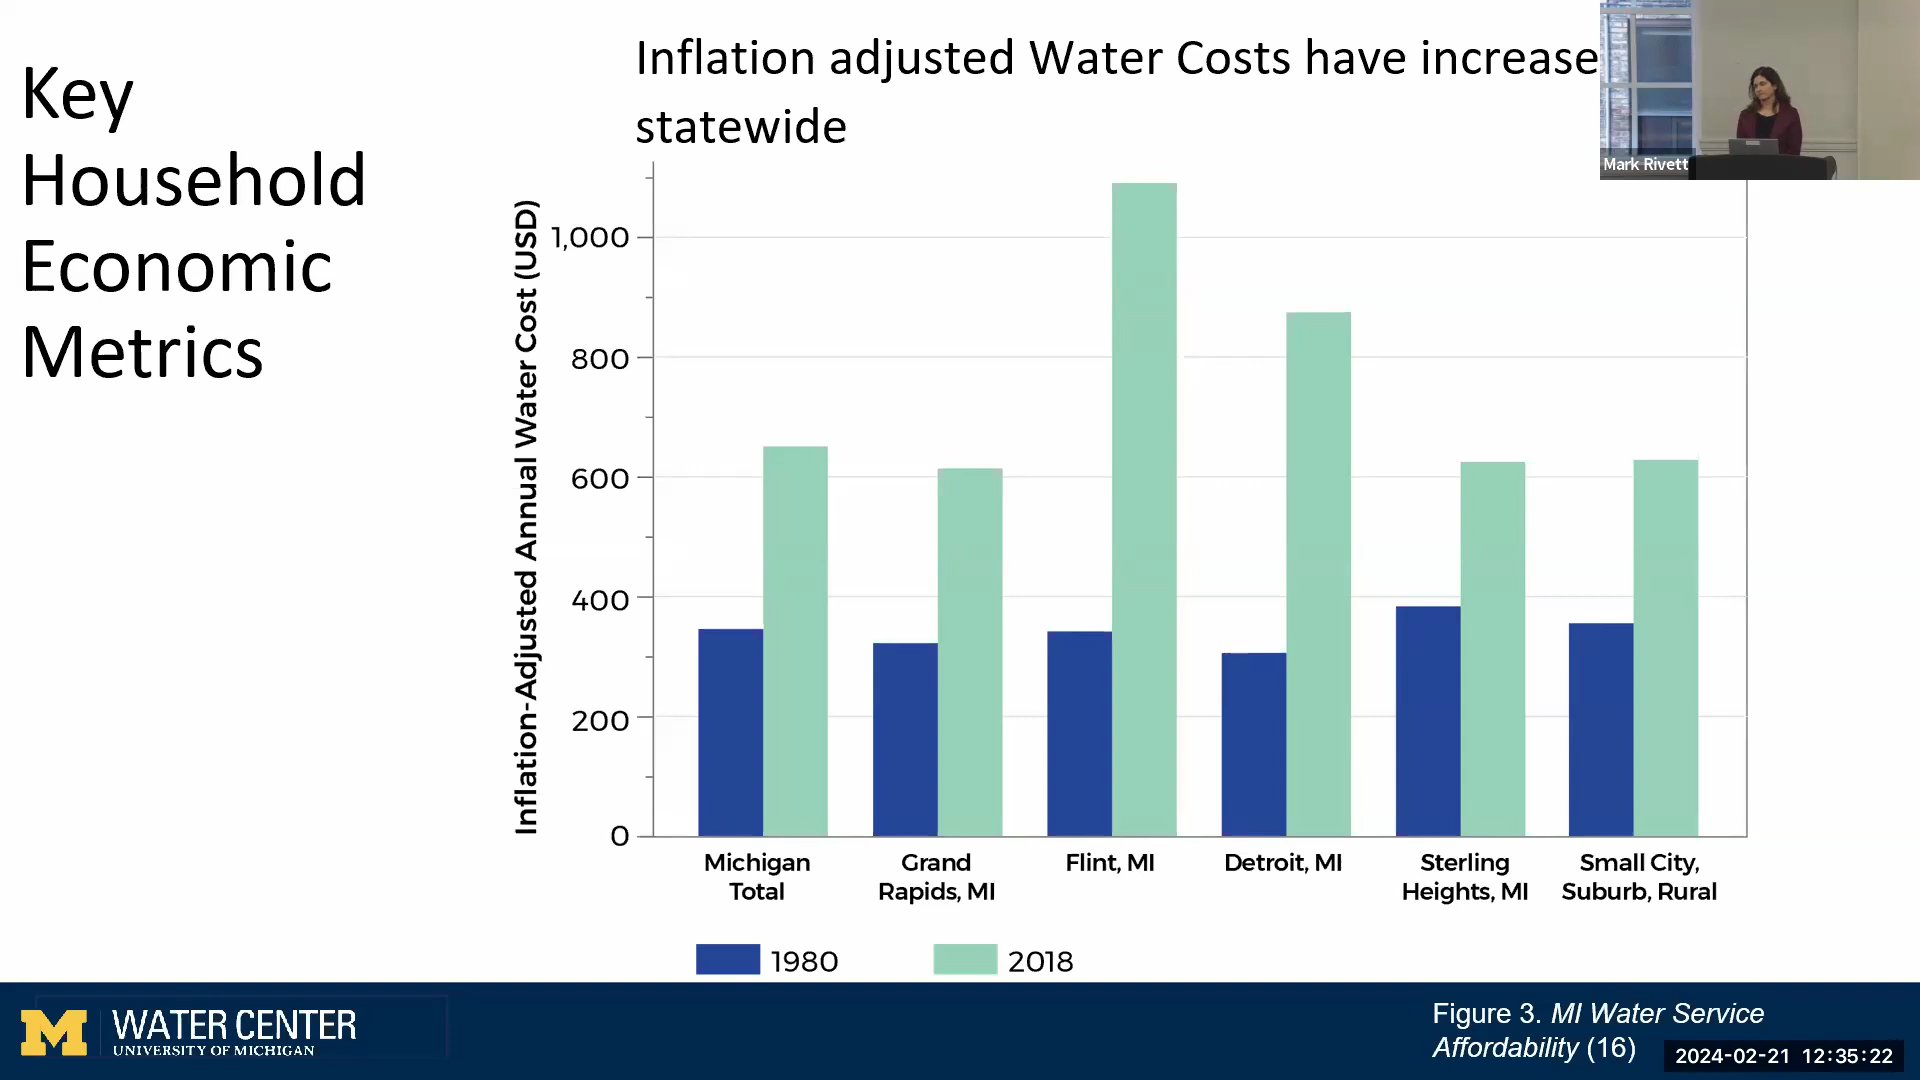 Key
Household
Economic
Metrics
Inflation adjusted Water Costs have increase
statewide
Mark Rivett
Inflation-Adjusted Annual Water Cost (USD)
1,000
800
600
400
200
0
Michigan
Total
Grand
Rapids, MI
Flint, MI
Detroit, MI
Sterling
Heights, MI
Small City,
Suburb, Rural
1980
2018
M
WATER CENTER
UNIVERSITY OF MICHIGAN
Figure 3. MI Water Service
Affordability (16)
2024-02-21 12:35:22